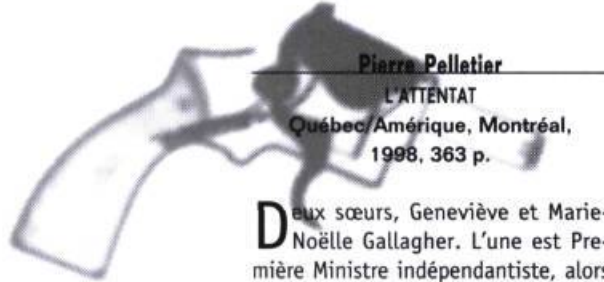 Pierre Pelletier
L'ATTENTAT
Québec/Amérique, Montréal,
1998, 363 p.
Deux sœurs, Geneviève et Marie-
Noëlle Gallagher. L'une est Pre-
mière Ministre indépendantiste, alors